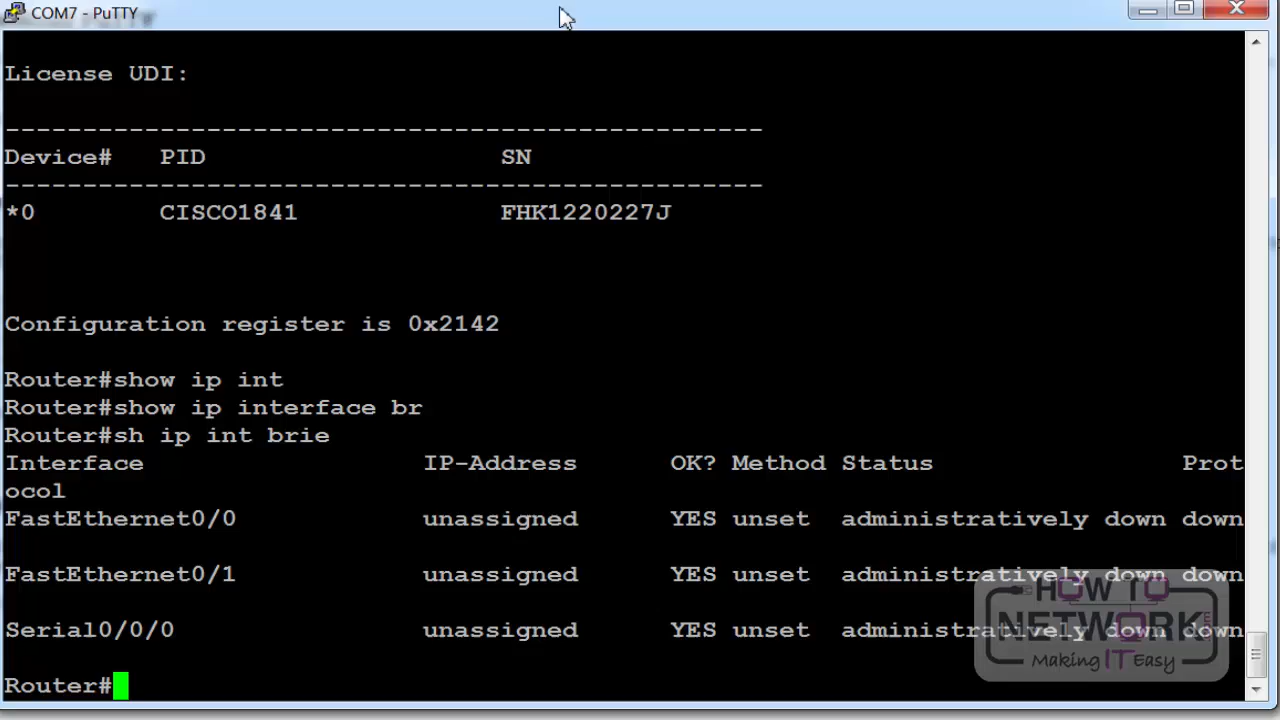 COM7 - PuTTY
License UDI:
-------------------------------------------------
Device#   PID                   SN
-------------------------------------------------
*0        CISCO1841             FHK1220227J
Configuration register is 0x2142
Router#show ip int
Router#show ip interface br
Router#sh ip int brie
Interface                  IP-Address      OK? Method Status                Prot
ocol
FastEthernet0/0            unassigned      YES unset  administratively down down
FastEthernet0/1            unassigned      YES unset  administratively down down
Serial0/0/0                unassigned      YES unset  administratively down down
Router#
HOW TO
NETWORK
Making IT Easy